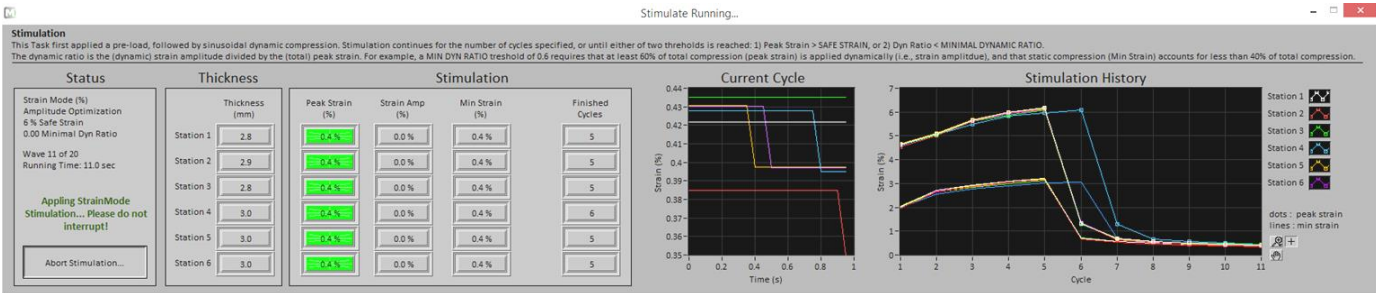 Stimulate Running...
Stimulation
This Task first applied a pre-load, followed by sinusoidal dynamic compression. Stimulation continues for the number of cycles specified, or until either of two threholds is reached: 1) Peak Strain > SAFE STRAIN, or 2) Dyn Ratio < MINIMAL DYNAMIC RATIO.
The dynamic ratio is the (dynamic) strain amplitude divided by the (total) peak strain. For example, a MIN DYN RATIO treshold of 0.6 requires that at least 60% of total compression (peak strain) is applied dynamically (i.e., strain amplitdue), and that static compression (Min Strain) accounts for less than 40% of total compression.
Status
Strain Mode (%)
Amplitude Optimization
6 % Safe Strain
0.00 Minimal Dyn Ratio
Wave 11 of 20
Running Time: 11.0 sec
Appling StrainMode
Stimulation... Please do not
interrupt!
Abort Stimulation...
Thickness
Thickness
(mm)
Station 1 2.8
Station 2 2.9
Station 3 2.8
Station 4 3.0
Station 5 3.0
Station 6 3.0
Stimulation
Peak Strain Strain Amp Min Strain Finished
(%) (%) (%) Cycles
0.4 % 0.0 % 0.4 % 5
0.4 % 0.0 % 0.4 % 5
0.4 % 0.0 % 0.4 % 5
0.4 % 0.0 % 0.4 % 6
0.4 % 0.0 % 0.4 % 5
0.4 % 0.0 % 0.4 % 5
Current Cycle
Strain (%)
0.44
0.43
0.42
0.41
0.4
0.39
0.38
0.37
0.36
0.35
0 0.2 0.4 0.6 0.8 1
Time (s)
Stimulation History
Strain (%)
7
6
5
4
3
2
1
0
1 2 3 4 5 6 7 8 9 10 11
Cycle
Station 1
Station 2
Station 3
Station 4
Station 5
Station 6
dots : peak strain
lines : min strain